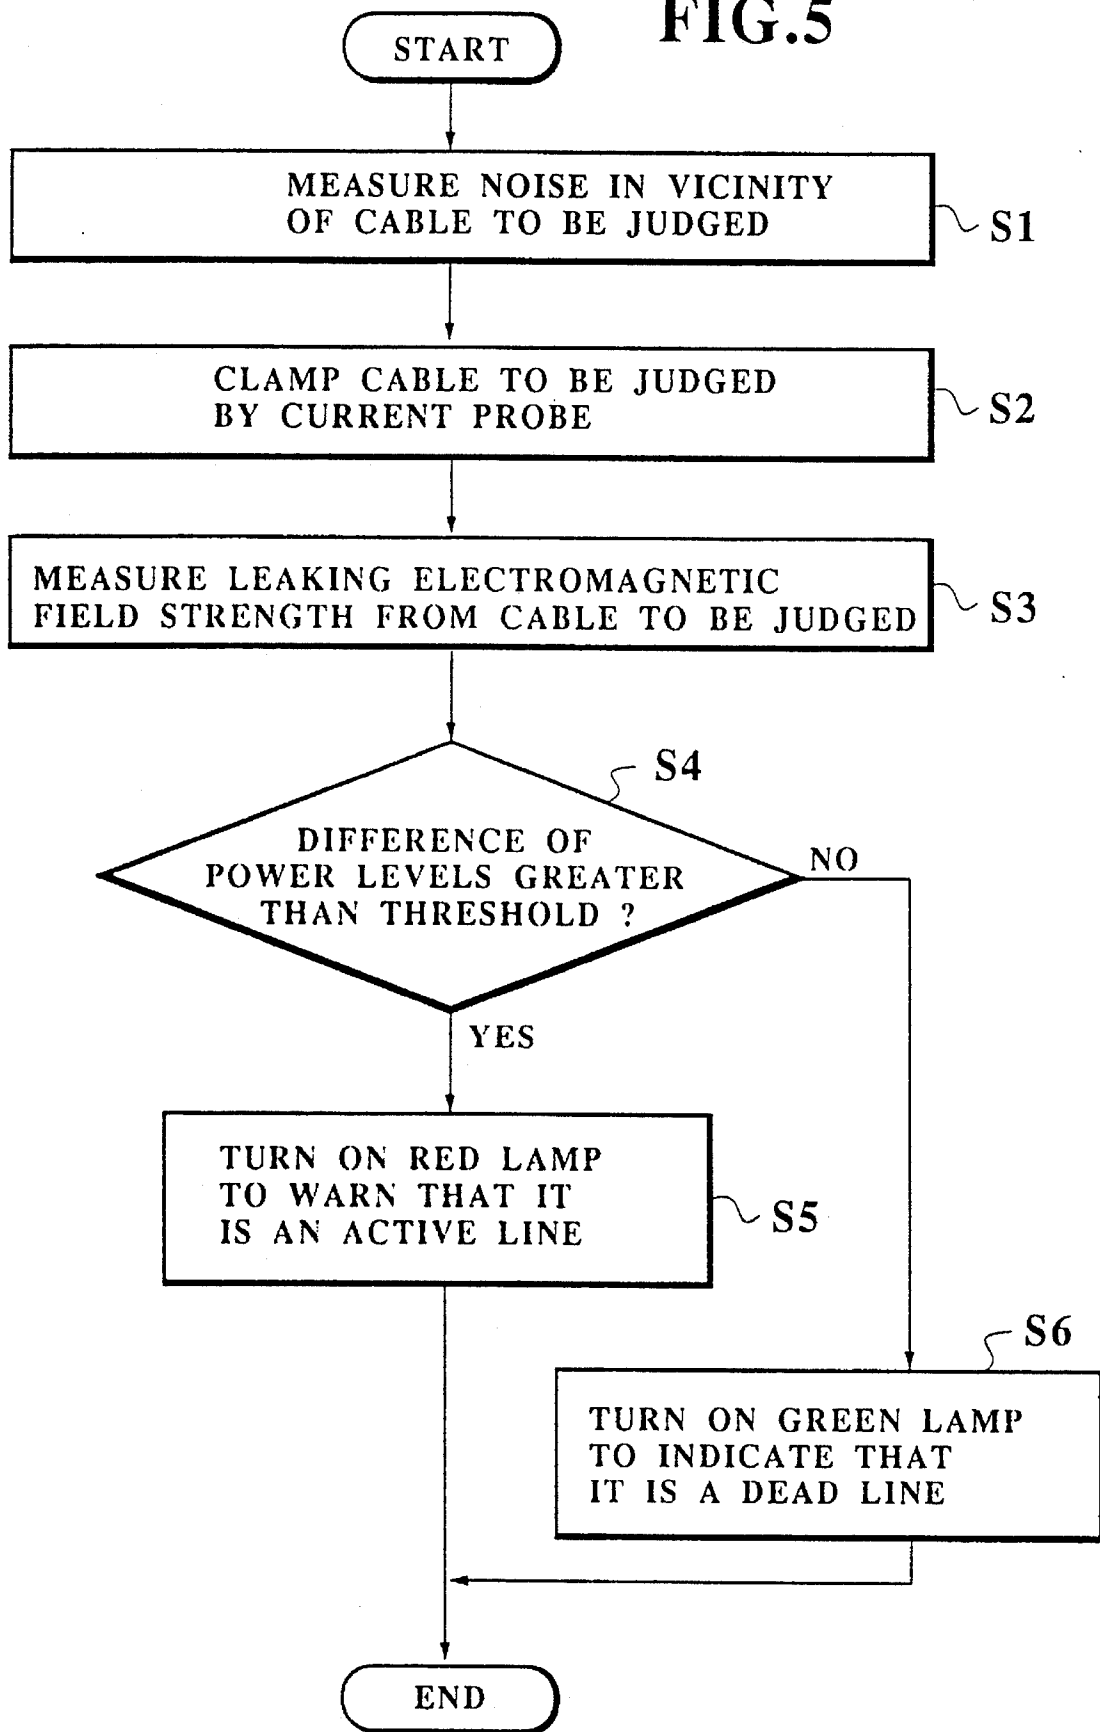 FIG.5
START
MEASURE NOISE IN VICINITY
OF CABLE TO BE JUDGED
S1
CLAMP CABLE TO BE JUDGED
BY CURRENT PROBE
S2
MEASURE LEAKING ELECTROMAGNETIC
FIELD STRENGTH FROM CABLE TO BE JUDGED
S3
S4
DIFFERENCE OF
POWER LEVELS GREATER
THAN THRESHOLD ?
NO
YES
TURN ON RED LAMP
TO WARN THAT IT
IS AN ACTIVE LINE
S5
S6
TURN ON GREEN LAMP
TO INDICATE THAT
IT IS A DEAD LINE
END